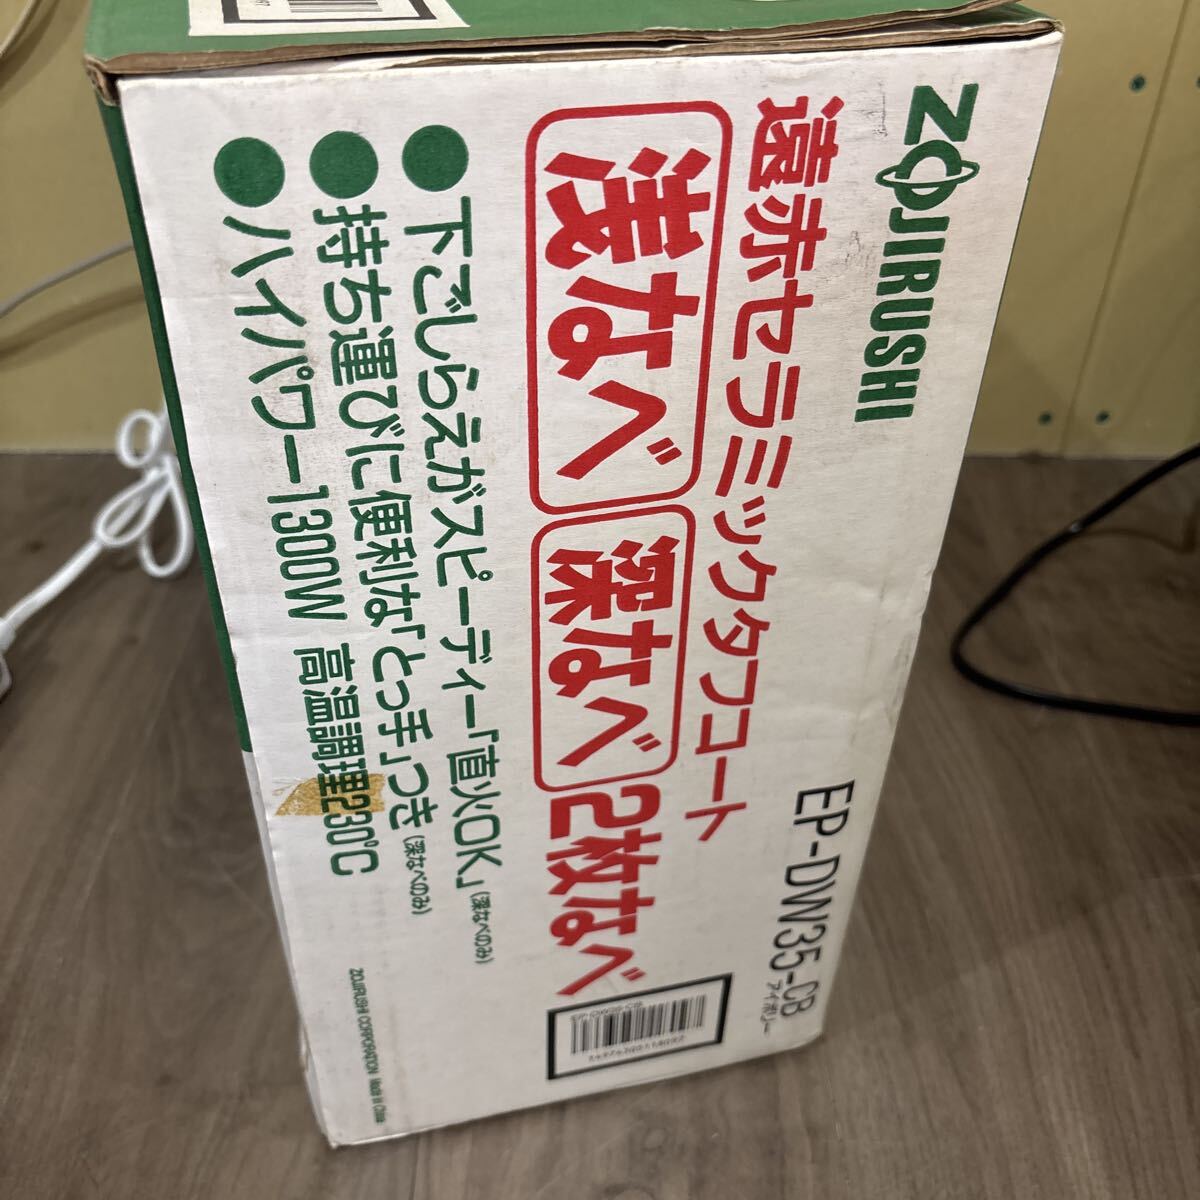 ZOJIRUSHI
遠赤セラミックタフコート
浅なべ 深なべ 2枚なべ
●下ごしらえがスピーディー「直火OK」(深なべのみ)
●持ち運びに便利な「とっ手」つき(深なべのみ)
●ハイパワー1300W 高温調理230℃
EP-DW35-CB
アイボリー
ZOJIRUSHI CORPORATION Made in China